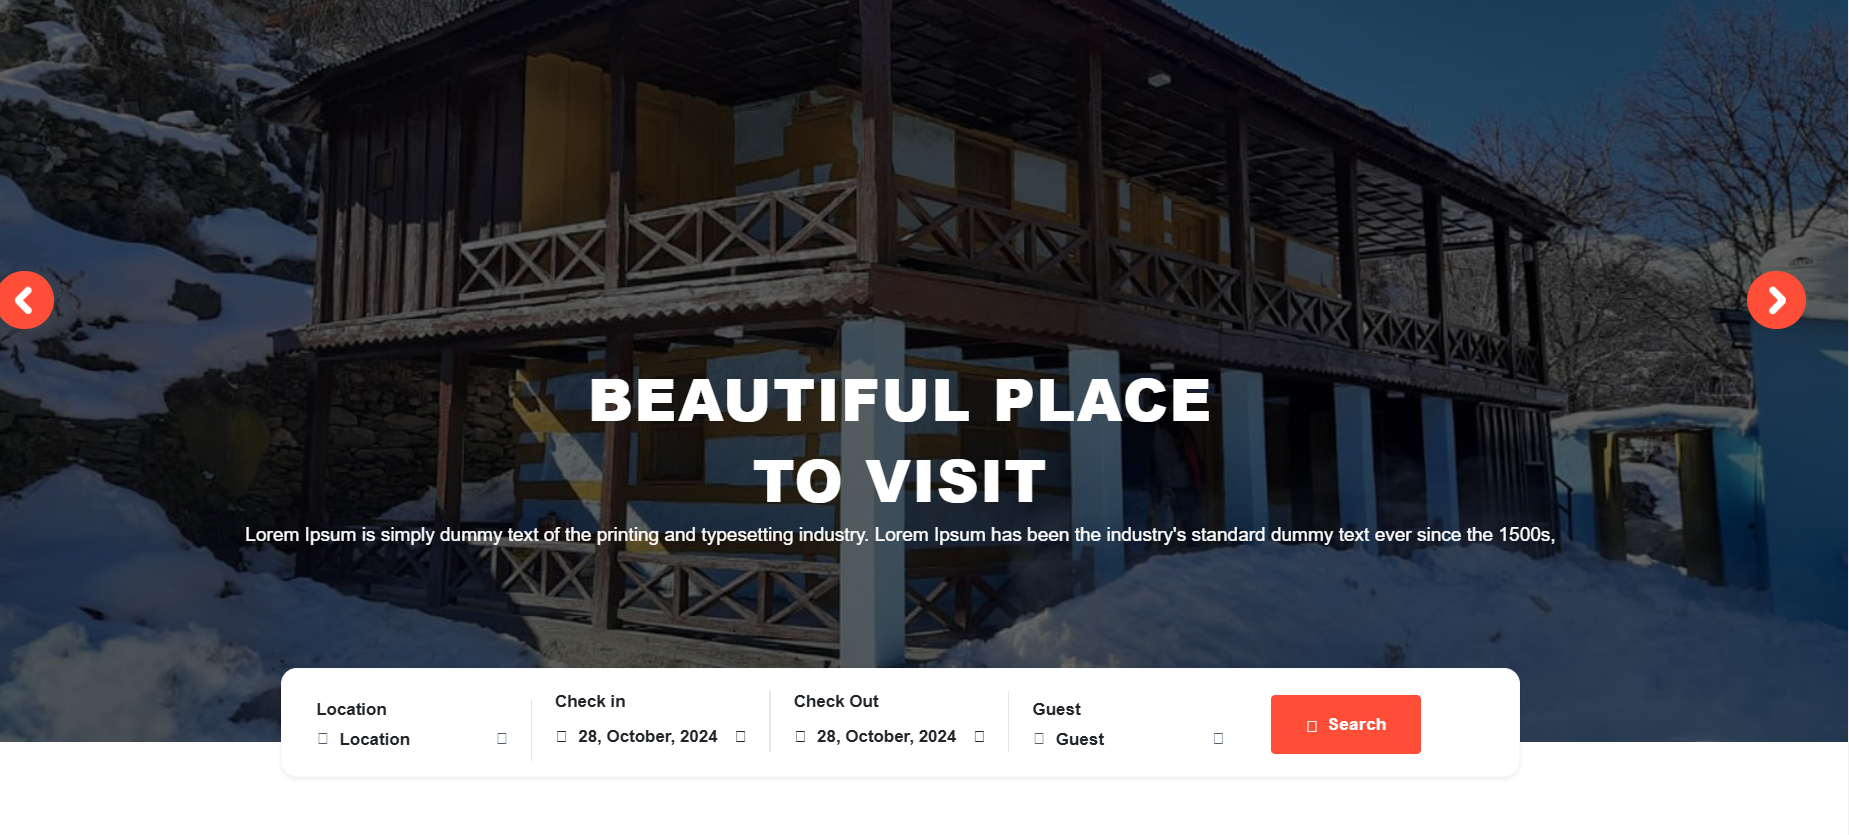 BEAUTIFUL PLACE
TO VISIT
Lorem Ipsum is simply dummy text of the printing and typesetting industry. Lorem Ipsum has been the industry's standard dummy text ever since the 1500s,
Location
Location
Check in
28, October, 2024
Check Out
28, October, 2024
Guest
Guest
Search